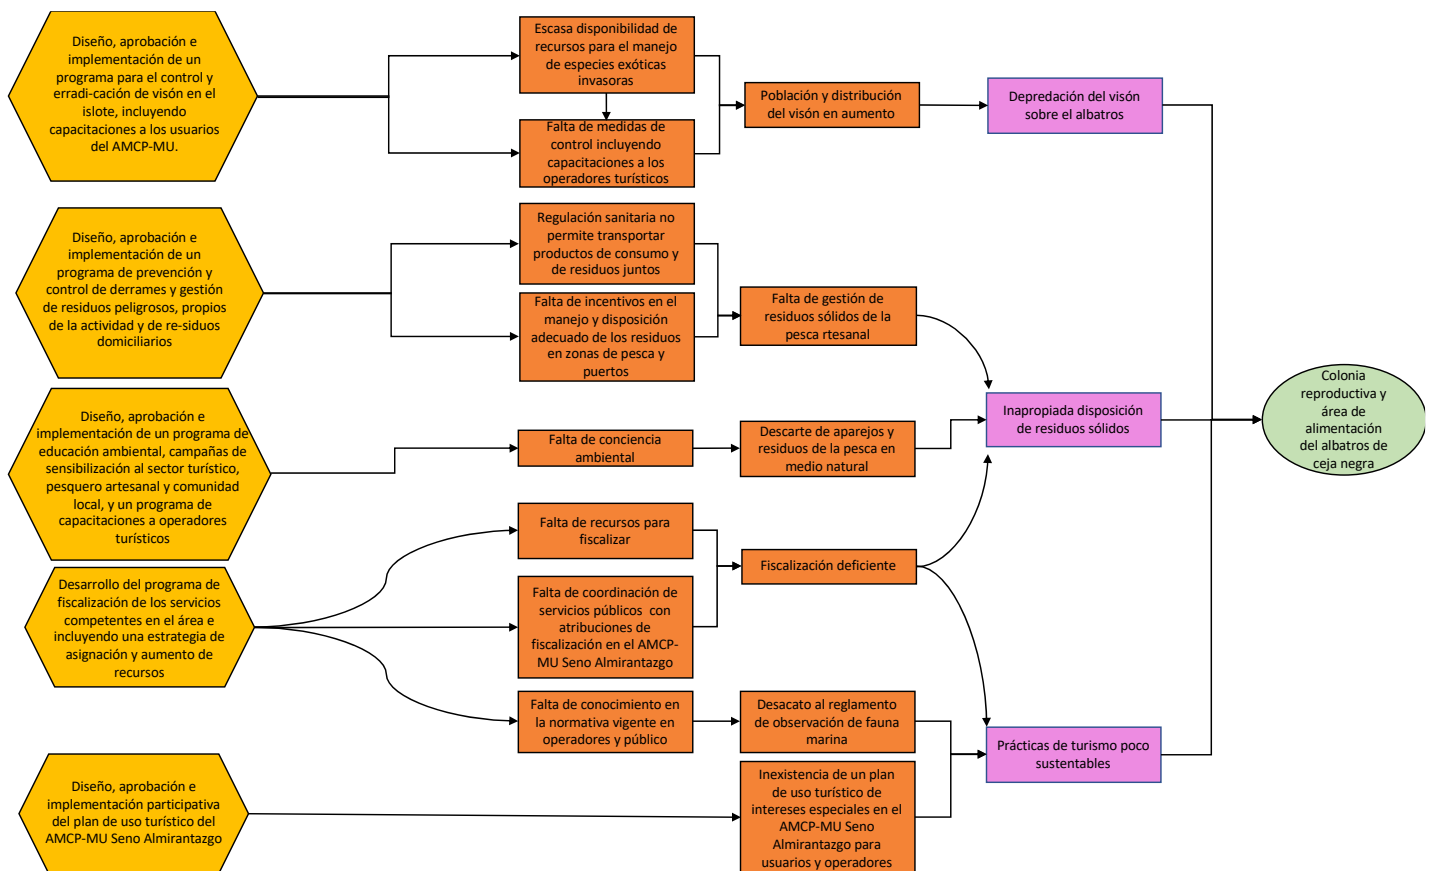 Diseño, aprobación e
implementación de un
programa para el control y
erradi-cación de visón en el
islote, incluyendo
capacitaciones a los usuarios
del AMCP-MU.
Escasa disponibilidad de
recursos para el manejo
de especies exóticas
invasoras
Falta de medidas de
control incluyendo
capacitaciones a los
operadores turísticos
Población y distribución
del visón en aumento
Depredación del visón
sobre el albatros
Diseño, aprobación e
implementación de un
programa de prevención y
control de derrames y gestión
de residuos peligrosos, propios
de la actividad y de re-siduos
domiciliarios
Regulación sanitaria no
permite transportar
productos de consumo y
de residuos juntos
Falta de incentivos en el
manejo y disposición
adecuado de los residuos
en zonas de pesca y
puertos
Falta de gestión de
residuos sólidos de la
pesca rtesanal
Diseño, aprobación e
implementación de un programa de
educación ambiental, campañas de
sensibilización al sector turístico,
pesquero artesanal y comunidad
local, y un programa de
capacitaciones a operadores
turísticos
Falta de conciencia
ambiental
Descarte de aparejos y
residuos de la pesca en
medio natural
Inapropiada disposición
de residuos sólidos
Colonia
reproductiva y
área de
alimentación
del albatros de
ceja negra
Desarrollo del programa de
fiscalización de los servicios
competentes en el área e
incluyendo una estrategia de
asignación y aumento de
recursos
Falta de recursos para
fiscalizar
Falta de coordinación de
servicios públicos con
atribuciones de
fiscalización en el AMCP-
MU Seno Almirantazgo
Fiscalización deficiente
Falta de conocimiento en
la normativa vigente en
operadores y público
Desacato al reglamento
de observación de fauna
marina
Prácticas de turismo poco
sustentables
Diseño, aprobación e
implementación participativa
del plan de uso turístico del
AMCP-MU Seno Almirantazgo
Inexistencia de un plan
de uso turístico de
intereses especiales en el
AMCP-MU Seno
Almirantazgo para
usuarios y operadores